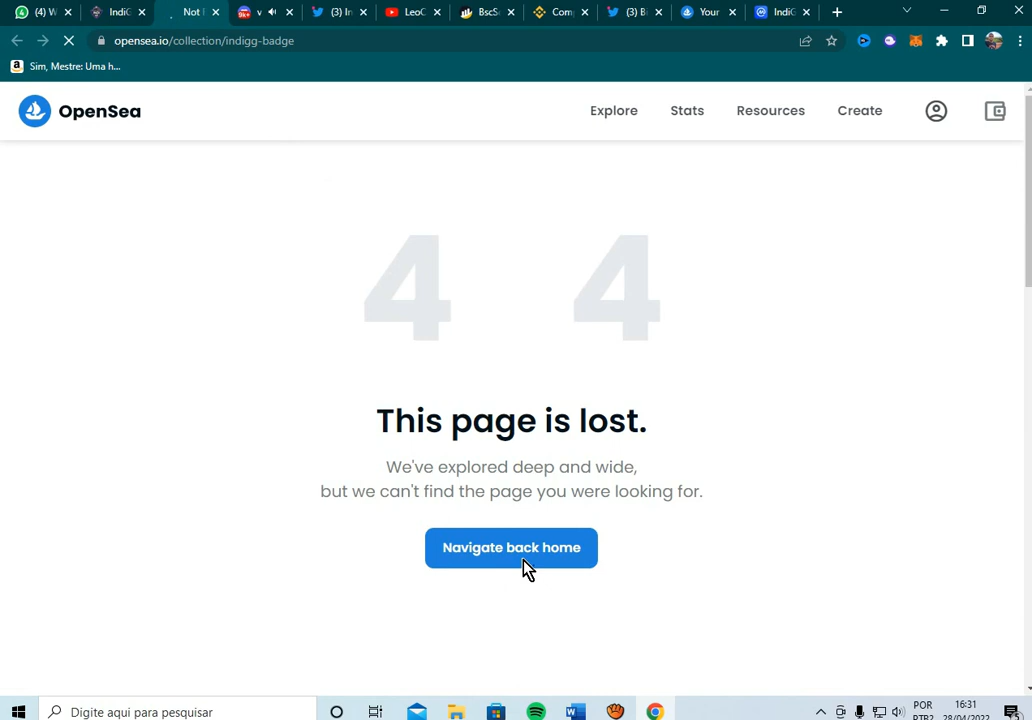 (4) W
IndiG
Not
9K+
v
(3) In
LeoC
BscS
Com
(3) Bi
Your
IndiG
opensea.io/collection/indigg-badge
Sim, Mestre: Uma h...
OpenSea
Explore
Stats
Resources
Create
4 4
This page is lost.
We've explored deep and wide,
but we can't find the page you were looking for.
Navigate back home
Digite aqui para pesquisar
POR
PTB2
16:31
28/04/2022